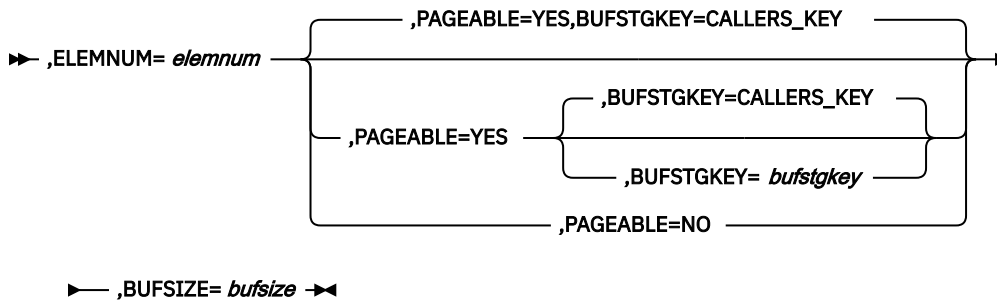 ,PAGEABLE=YES,BUFSTGKEY=CALLERS_KEY
,ELEMNUM= elemnum
,BUFSTGKEY=CALLERS_KEY
,PAGEABLE=YES
,BUFSTGKEY= bufstgkey
,PAGEABLE=NO
,BUFSIZE= bufsize